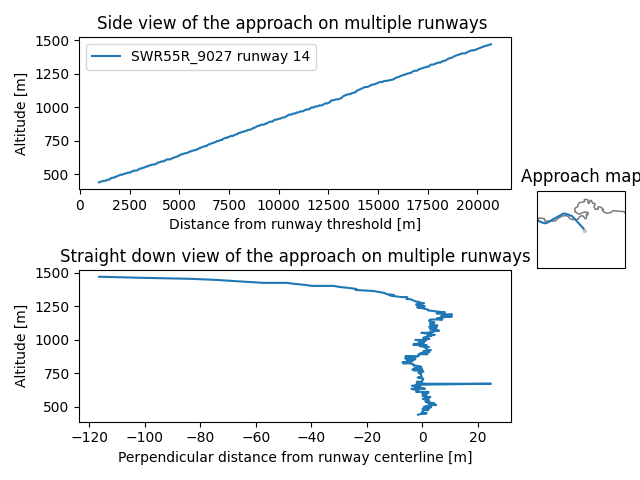 Side view of the approach on multiple runways
1500
1250
1000
750
500
Altitude [m]
SWR55R_9027 runway 14
0 2500 5000 7500 10000 12500 15000 17500 20000
Distance from runway threshold [m]
Approach map
Straight down view of the approach on multiple runways
1500
1250
1000
750
500
Altitude [m]
−120 −100 −80 −60 −40 −20 0 20
Perpendicular distance from runway centerline [m]